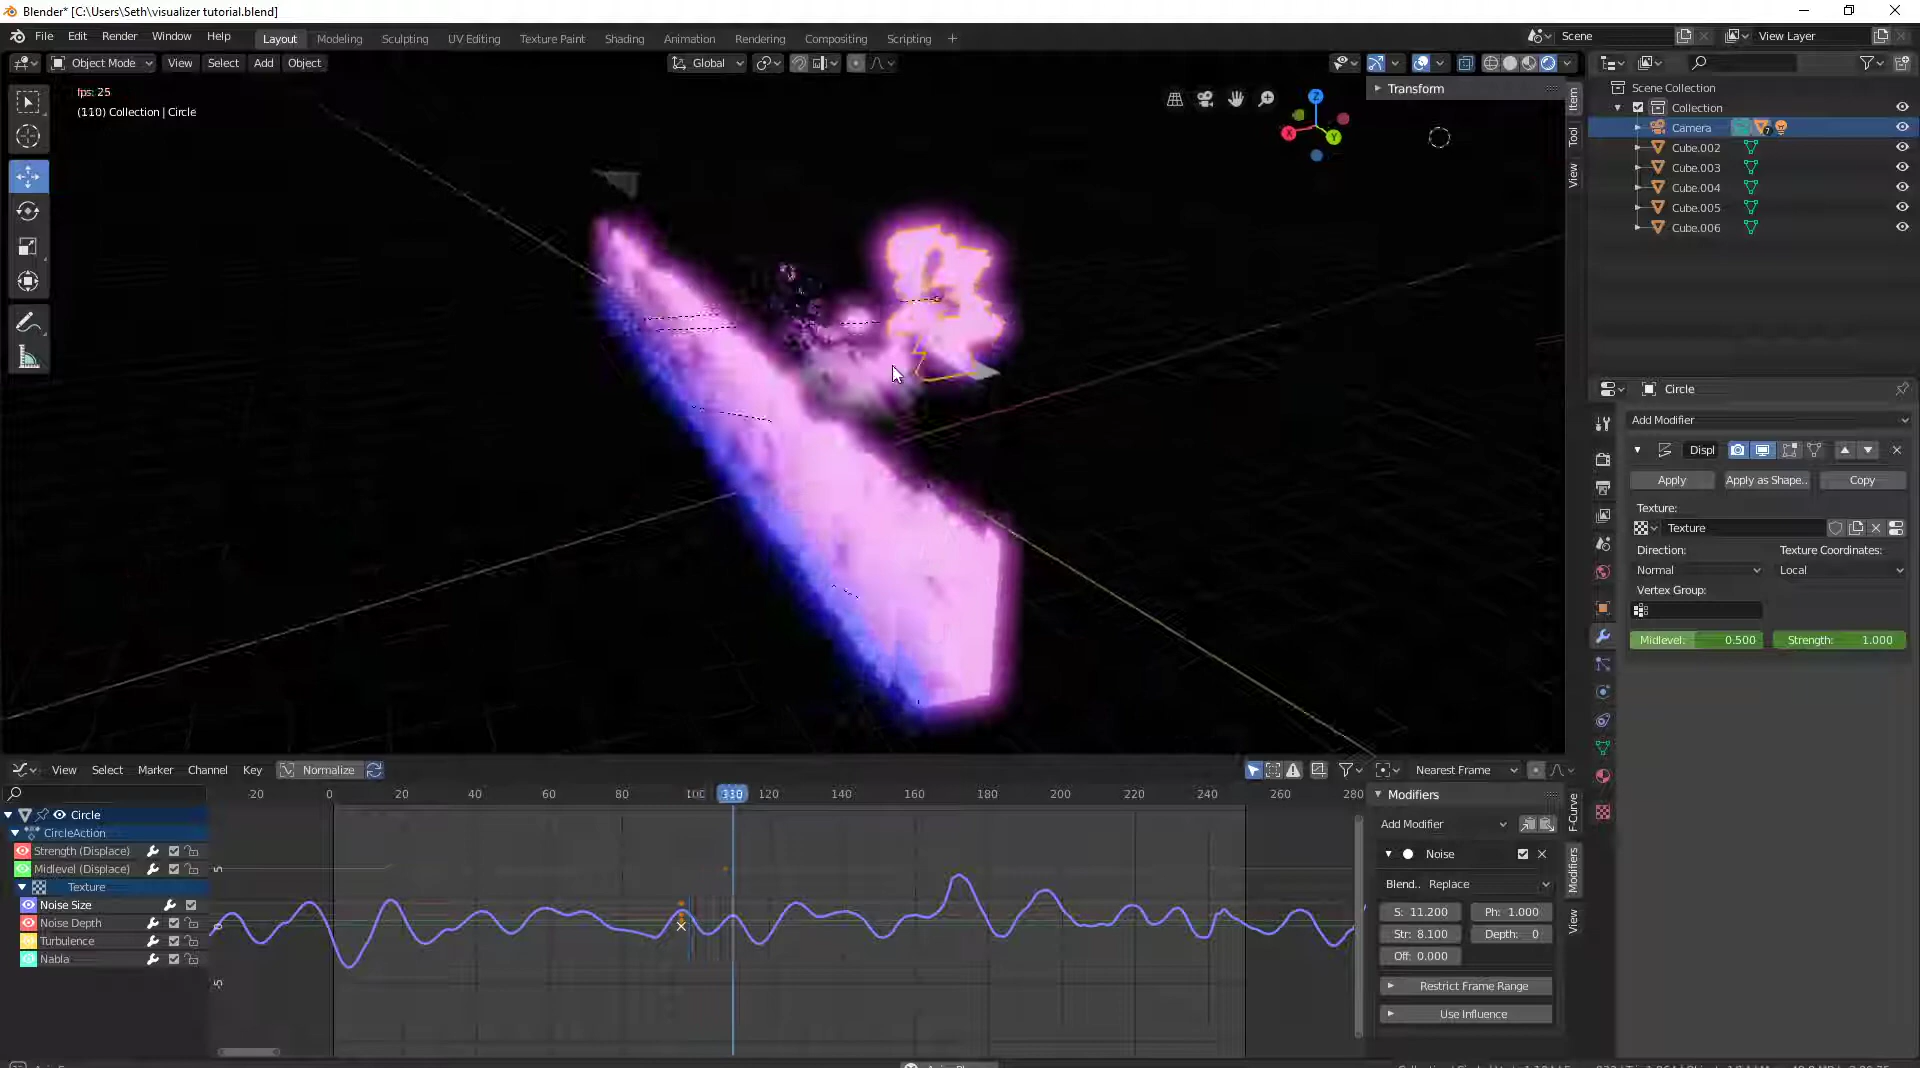 Blender* [C:\Users\Seth\visualizer tutorial.blend]
File Edit Render Window Help
Layout Modeling Sculpting UV Editing Texture Paint Shading Animation Rendering Compositing Scripting +
Scene
View Layer
Object Mode View Select Add Object
Global
fps: 25
(110) Collection | Circle
Z
X
Y
Transform
Item
Tool
View
Scene Collection
Collection
Camera 7
Cube.002
Cube.003
Cube.004
Cube.005
Cube.006
Circle
Add Modifier
Displ
Apply Apply as Shape.. Copy
Texture:
Texture
Direction: Texture Coordinates:
Normal Local
Vertex Group:
Midlevel: 0.500 Strength: 1.000
View Select Marker Channel Key Normalize
Nearest Frame
-20 0 20 40 60 80 100 110 120 140 160 180 200 220 240 260 280
Circle
CircleAction
Strength (Displace)
Midlevel (Displace)
Texture
Noise Size
Noise Depth
Turbulence
Nabla
5
0
-5
Modifiers
Add Modifier
Noise
Blend.. Replace
S: 11.200 Ph: 1.000
Str: 8.100 Depth: 0
Off: 0.000
Restrict Frame Range
Use Influence
F-Curve
Modifiers
View